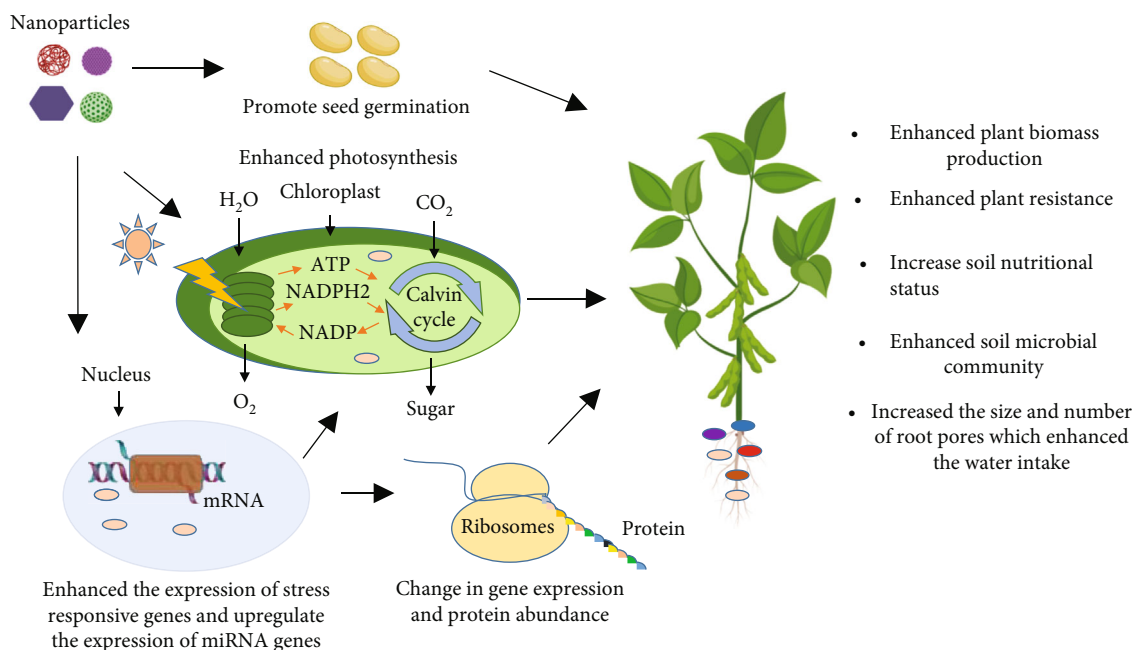 Nanoparticles
Promote seed germination
Enhanced photosynthesis
Chloroplast
H₂O
CO₂
ATP
NADPH2
NADP
Calvin
cycle
O₂
Sugar
Nucleus
mRNA
Enhanced the expression of stress
responsive genes and upregulate
the expression of miRNA genes
Ribosomes
Protein
Change in gene expression
and protein abundance
• Enhanced plant biomass
production
• Enhanced plant resistance
• Increase soil nutritional
status
• Enhanced soil microbial
community
• Increased the size and number
of root pores which enhanced
the water intake